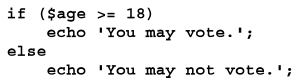 if ($age >= 18)
    echo 'You may vote.';
else
    echo 'You may not vote.';